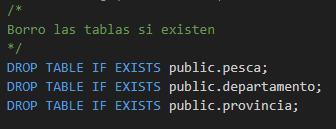 /*
Borro las tablas si existen
*/
DROP TABLE IF EXISTS public.pesca;
DROP TABLE IF EXISTS public.departamento;
DROP TABLE IF EXISTS public.provincia;